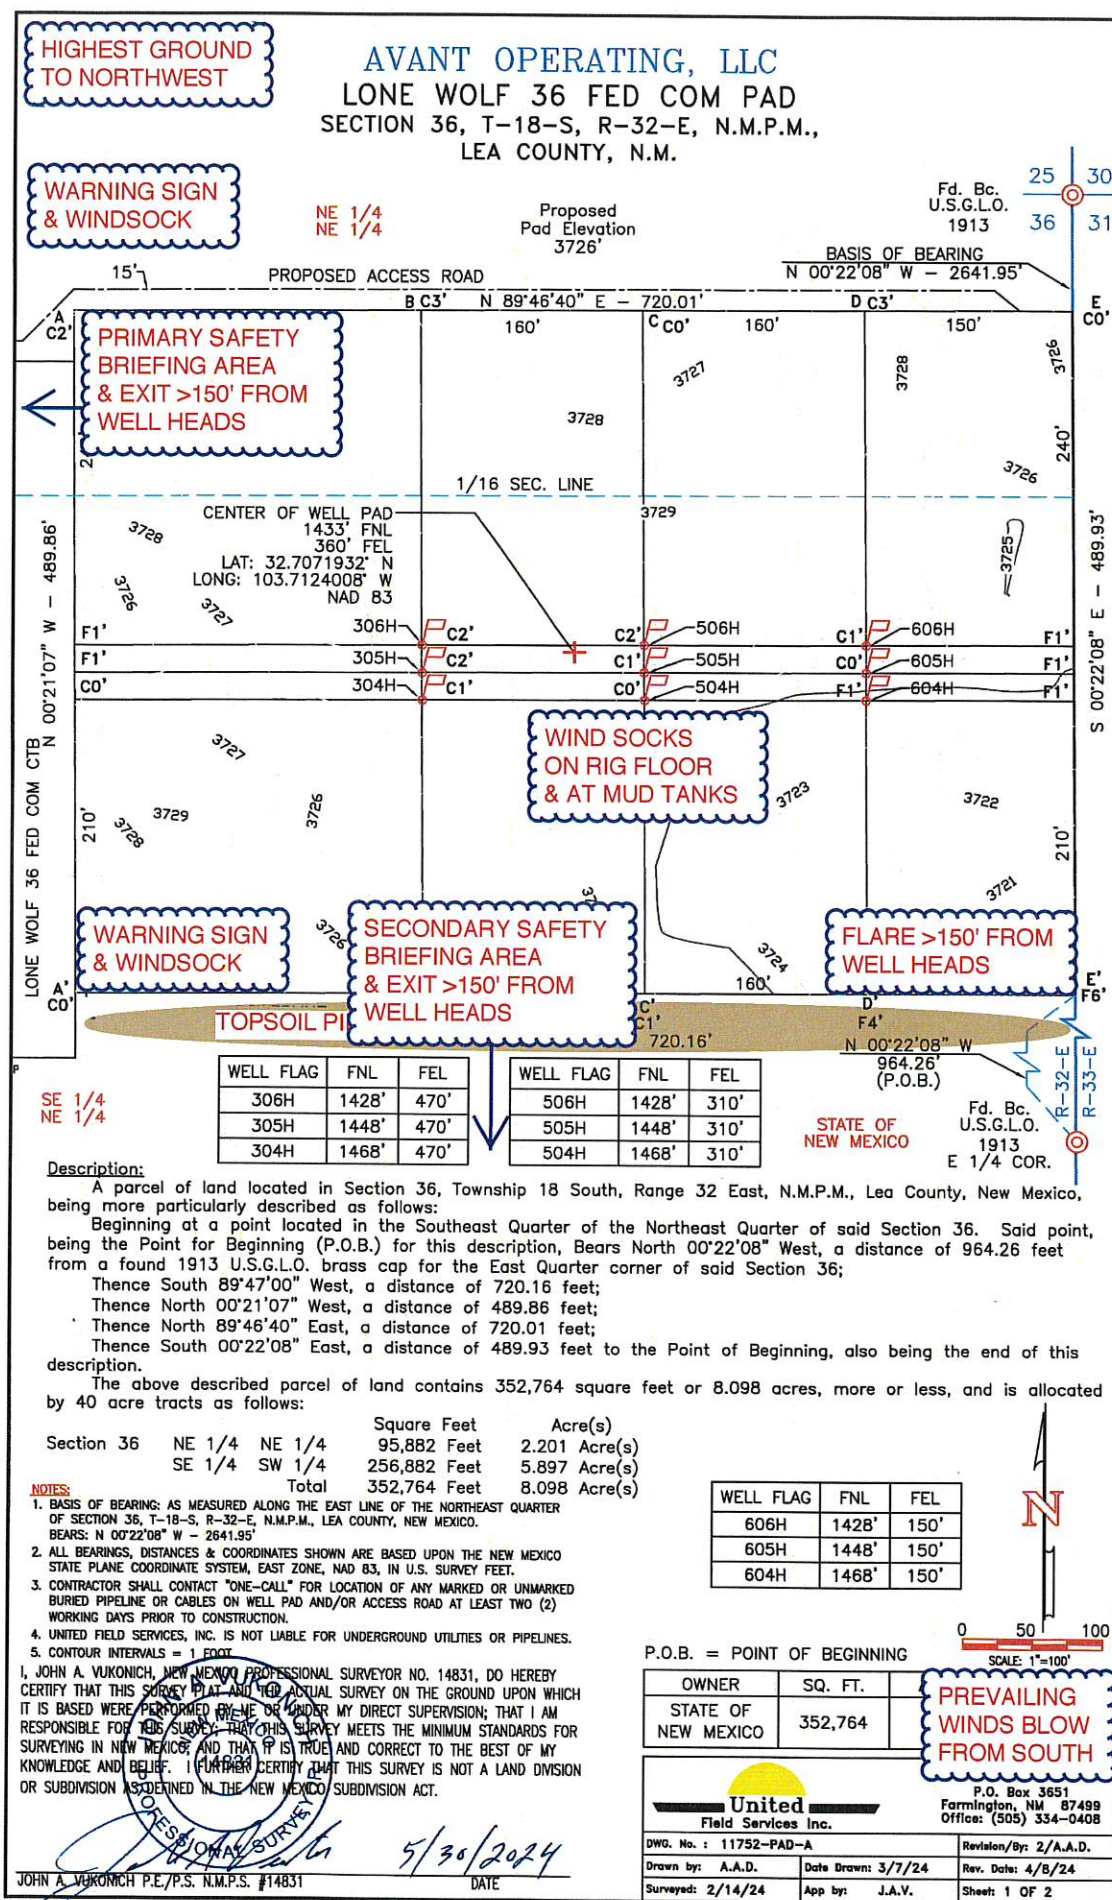 HIGHEST GROUND
TO NORTHWEST
AVANT OPERATING, LLC
LONE WOLF 36 FED COM PAD
SECTION 36, T-18-S, R-32-E, N.M.P.M.,
LEA COUNTY, N.M.
WARNING SIGN
& WINDSOCK
NE 1/4
NE 1/4
Proposed
Pad Elevation
3726'
Fd. Bc.
U.S.G.L.O.
1913
25 30
36 31
BASIS OF BEARING
N 00°22'08" W - 2641.95'
15'
PROPOSED ACCESS ROAD
A
C2'
B C3'
N 89°46'40" E - 720.01'
D C3'
E
C0'
160'
C C0'
160'
150'
PRIMARY SAFETY
BRIEFING AREA
& EXIT >150' FROM
WELL HEADS
3727
3728
3726
3728
240'
3726
1/16 SEC. LINE
3729
CENTER OF WELL PAD
1433' FNL
360' FEL
LAT: 32.7071932° N
LONG: 103.7124008° W
NAD 83
3728
3726
3727
3725
N 00°21'07" W - 489.86'
S 00°22'08" E - 489.93'
F1'
306H
C2'
C2'
506H
C1'
606H
F1'
F1'
305H
C2'
C1'
505H
C0'
605H
F1'
C0'
304H
C1'
C0'
504H
F1'
604H
F1'
LONE WOLF 36 FED COM CTB
WIND SOCKS
ON RIG FLOOR
& AT MUD TANKS
3727
3729
3728
3726
3723
3722
210'
210'
3721
3726
3724
WARNING SIGN
& WINDSOCK
SECONDARY SAFETY
BRIEFING AREA
& EXIT >150' FROM
WELL HEADS
FLARE >150' FROM
WELL HEADS
A'
C0'
160'
C'
C1'
D'
F4'
E'
F6'
TOPSOIL PI
720.16'
N 00°22'08" W
964.26'
(P.O.B.)
R-32-E
R-33-E
SE 1/4
NE 1/4
WELL FLAG FNL FEL
306H 1428' 470'
305H 1448' 470'
304H 1468' 470'
WELL FLAG FNL FEL
506H 1428' 310'
505H 1448' 310'
504H 1468' 310'
STATE OF
NEW MEXICO
Fd. Bc.
U.S.G.L.O.
1913
E 1/4 COR.
Description:
A parcel of land located in Section 36, Township 18 South, Range 32 East, N.M.P.M., Lea County, New Mexico,
being more particularly described as follows:
Beginning at a point located in the Southeast Quarter of the Northeast Quarter of said Section 36. Said point,
being the Point for Beginning (P.O.B.) for this description, Bears North 00°22'08" West, a distance of 964.26 feet
from a found 1913 U.S.G.L.O. brass cap for the East Quarter corner of said Section 36;
Thence South 89°47'00" West, a distance of 720.16 feet;
Thence North 00°21'07" West, a distance of 489.86 feet;
Thence North 89°46'40" East, a distance of 720.01 feet;
Thence South 00°22'08" East, a distance of 489.93 feet to the Point of Beginning, also being the end of this
description.
The above described parcel of land contains 352,764 square feet or 8.098 acres, more or less, and is allocated
by 40 acre tracts as follows:
Square Feet Acre(s)
Section 36 NE 1/4 NE 1/4 95,882 Feet 2.201 Acre(s)
SE 1/4 SW 1/4 256,882 Feet 5.897 Acre(s)
Total 352,764 Feet 8.098 Acre(s)
NOTES:
1. BASIS OF BEARING: AS MEASURED ALONG THE EAST LINE OF THE NORTHEAST QUARTER
OF SECTION 36, T-18-S, R-32-E, N.M.P.M., LEA COUNTY, NEW MEXICO.
BEARS: N 00°22'08" W - 2641.95'
2. ALL BEARINGS, DISTANCES & COORDINATES SHOWN ARE BASED UPON THE NEW MEXICO
STATE PLANE COORDINATE SYSTEM, EAST ZONE, NAD 83, IN U.S. SURVEY FEET.
3. CONTRACTOR SHALL CONTACT "ONE-CALL" FOR LOCATION OF ANY MARKED OR UNMARKED
BURIED PIPELINE OR CABLES ON WELL PAD AND/OR ACCESS ROAD AT LEAST TWO (2)
WORKING DAYS PRIOR TO CONSTRUCTION.
4. UNITED FIELD SERVICES, INC. IS NOT LIABLE FOR UNDERGROUND UTILITIES OR PIPELINES.
5. CONTOUR INTERVALS = 1 FOOT
I, JOHN A. VUKONICH, NEW MEXICO PROFESSIONAL SURVEYOR NO. 14831, DO HEREBY
CERTIFY THAT THIS SURVEY PLAT AND THE ACTUAL SURVEY ON THE GROUND UPON WHICH
IT IS BASED WERE PERFORMED BY ME OR UNDER MY DIRECT SUPERVISION; THAT I AM
RESPONSIBLE FOR THIS SURVEY; THAT THIS SURVEY MEETS THE MINIMUM STANDARDS FOR
SURVEYING IN NEW MEXICO; AND THAT IT IS TRUE AND CORRECT TO THE BEST OF MY
KNOWLEDGE AND BELIEF. I FURTHER CERTIFY THAT THIS SURVEY IS NOT A LAND DIVISION
OR SUBDIVISION AS DEFINED IN THE NEW MEXICO SUBDIVISION ACT.
JOHN A. VUKONICH
NEW MEXICO
14831
PROFESSIONAL SURVEYOR
5/30/2024
JOHN A. VUKONICH P.E./P.S. N.M.P.S. #14831 DATE
WELL FLAG FNL FEL
606H 1428' 150'
605H 1448' 150'
604H 1468' 150'
N
0 50 100
SCALE: 1"=100'
P.O.B. = POINT OF BEGINNING
OWNER SQ. FT.
STATE OF
NEW MEXICO
352,764
PREVAILING
WINDS BLOW
FROM SOUTH
United
Field Services Inc.
P.O. Box 3651
Farmington, NM 87499
Office: (505) 334-0408
DWG. No. : 11752-PAD-A Revision/By: 2/A.A.D.
Drawn by: A.A.D. Date Drawn: 3/7/24 Rev. Date: 4/8/24
Surveyed: 2/14/24 App by: J.A.V. Sheet: 1 OF 2